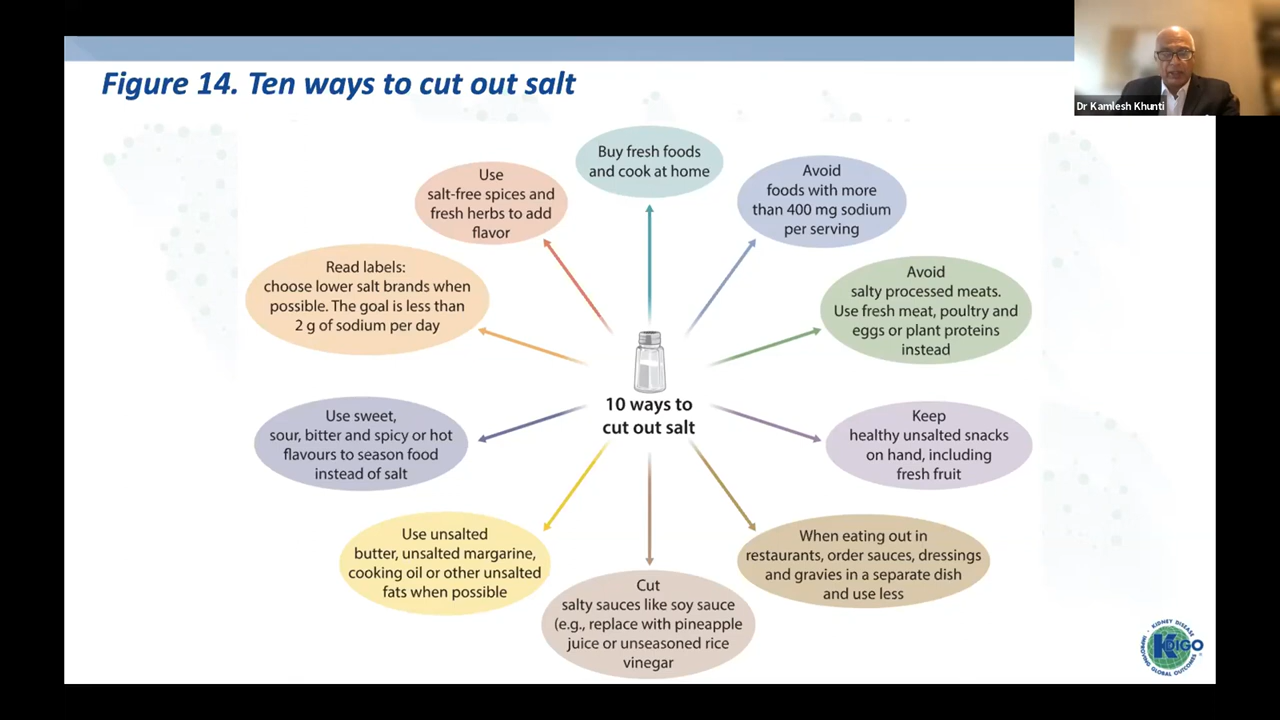 Figure 14. Ten ways to cut out salt
Dr Kamlesh Khunti
Buy fresh foods
and cook at home
Avoid
foods with more
than 400 mg sodium
per serving
Avoid
salty processed meats.
Use fresh meat, poultry and
eggs or plant proteins
instead
Keep
healthy unsalted snacks
on hand, including
fresh fruit
When eating out in
restaurants, order sauces, dressings
and gravies in a separate dish
and use less
Cut
salty sauces like soy sauce
(e.g., replace with pineapple
juice or unseasoned rice
vinegar
Use unsalted
butter, unsalted margarine,
cooking oil or other unsalted
fats when possible
Use sweet,
sour, bitter and spicy or hot
flavours to season food
instead of salt
Read labels:
choose lower salt brands when
possible. The goal is less than
2 g of sodium per day
Use
salt-free spices and
fresh herbs to add
flavor
10 ways to
cut out salt
KIDNEY DISEASE
KDIGO
IMPROVING GLOBAL OUTCOMES